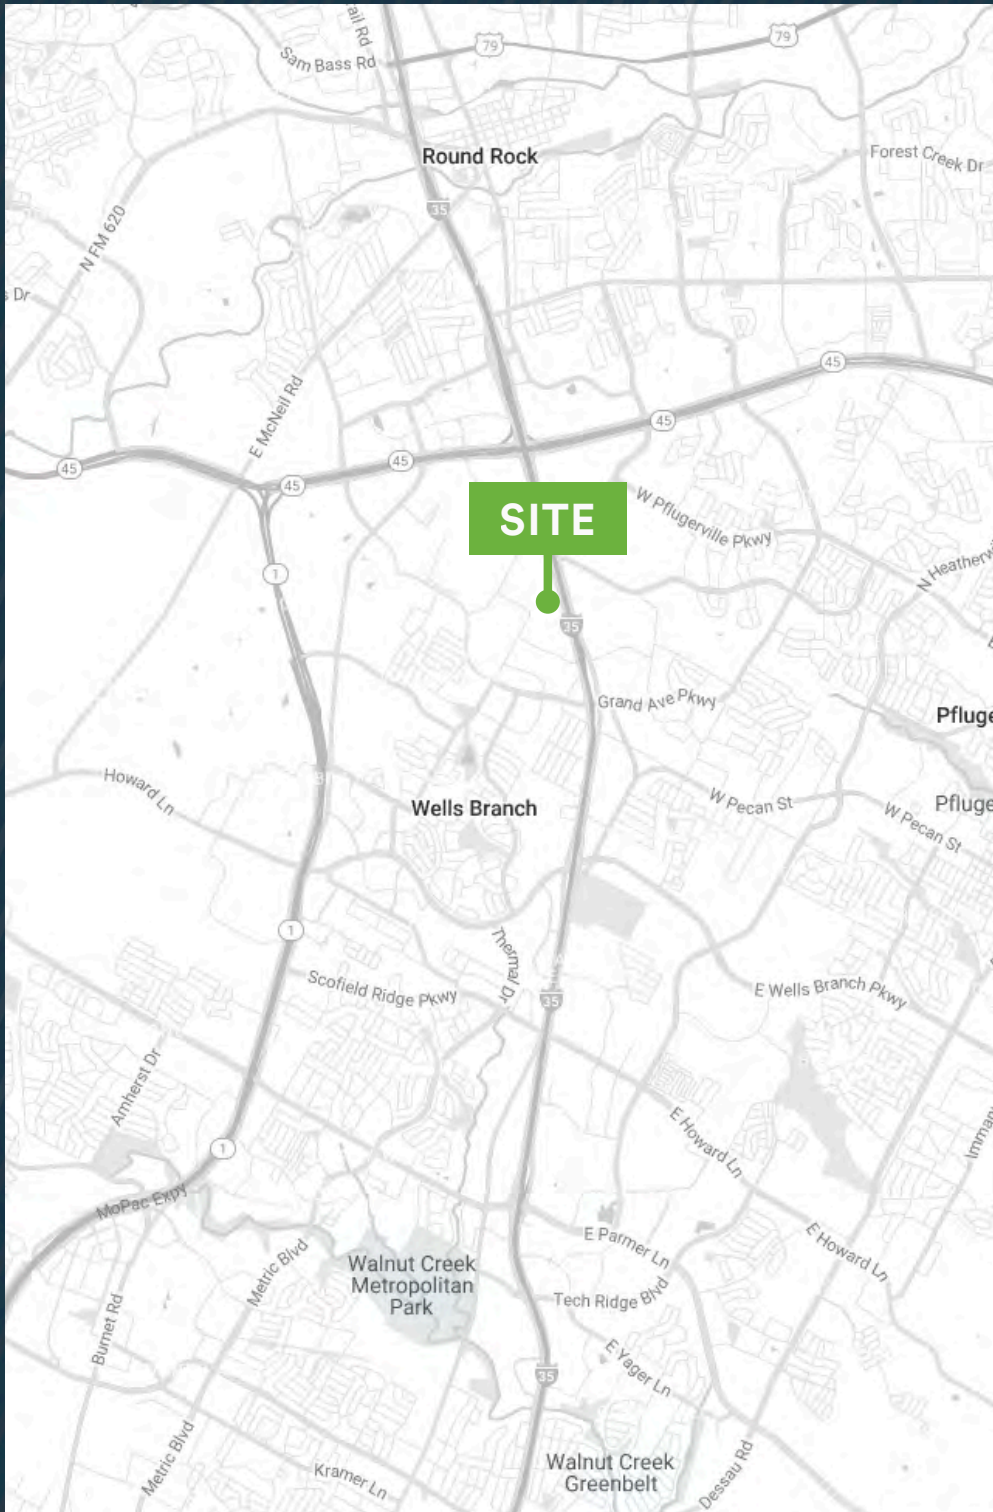 79
79
Sam Bass Rd
Round Rock
Forest Creek Dr
35
N FM 620
s Dr
45
45
E McNeil Rd
45
45
45
SITE
W Pflugerville Pkwy
1
N Heatherwi
35
Grand Ave Pkwy
Pfluge
Howard Ln
W Pecan St
Pfluge
Wells Branch
W Pecan St
1
Thermal Dr
Scofield Ridge Pkwy
E Wells Branch Pkwy
35
Amherst Dr
E Howard Ln
Imman
1
MoPac Expy
E Parmer Ln
E Howard Ln
Metric Blvd
Walnut Creek
Metropolitan
Park
Tech Ridge Blvd
Burnet Rd
E Yager Ln
35
Metric Blvd
Kramer Ln
Walnut Creek
Greenbelt
Dessau Rd